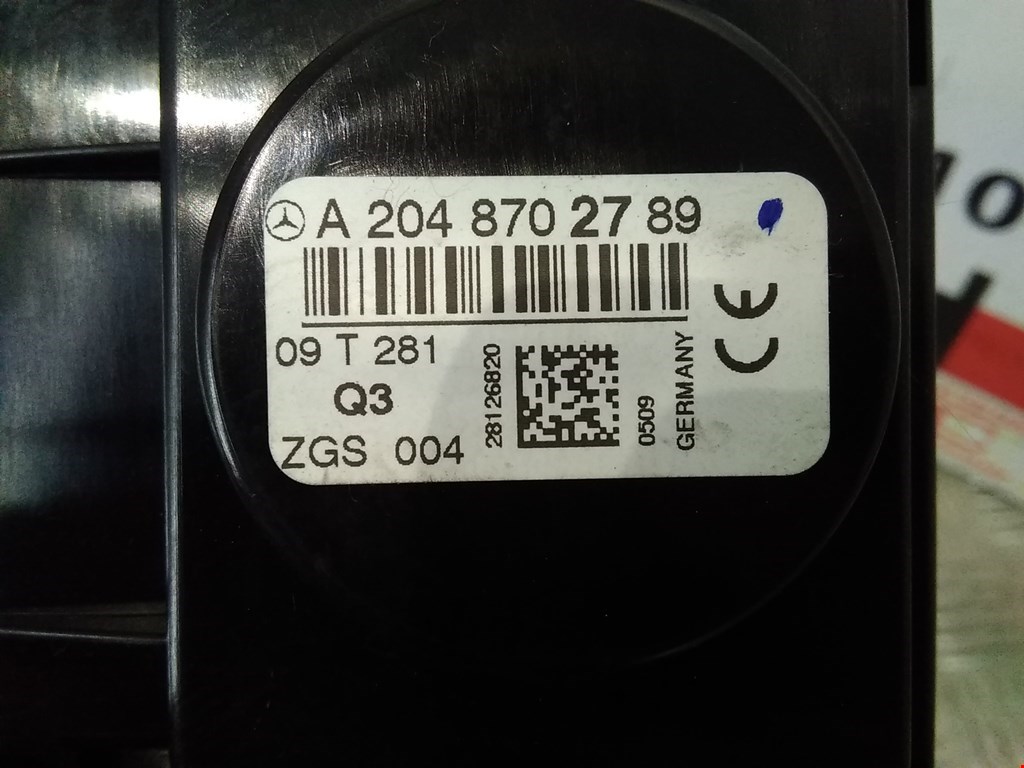 A 204 870 27 89
09 T 281
Q3
ZGS 004
28126820
0509
GERMANY
CE